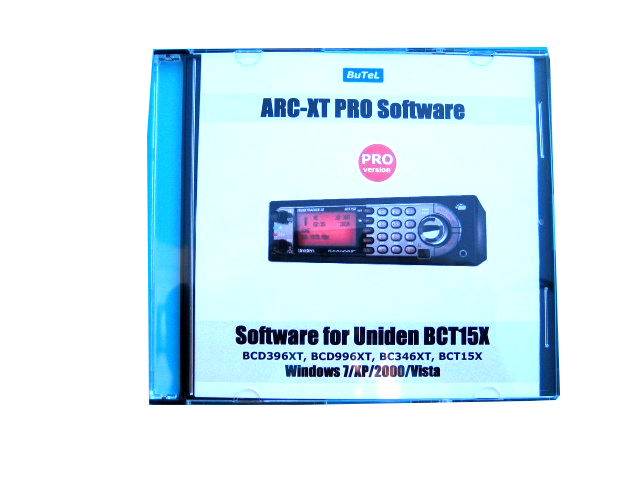 BuTeL
ARC-XT PRO Software
PRO
version
Uniden
Software for Uniden BCT15X
BCD396XT, BCD996XT, BC346XT, BCT15X
Windows 7/XP/2000/Vista